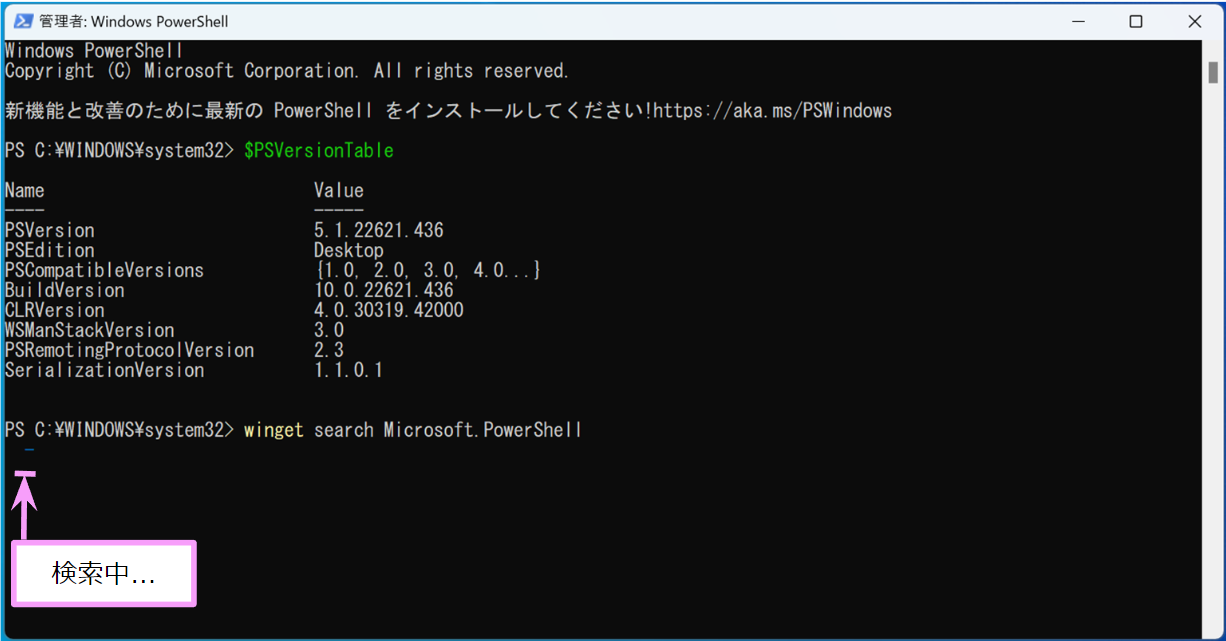 管理者: Windows PowerShell
Windows PowerShell
Copyright (C) Microsoft Corporation. All rights reserved.
新機能と改善のために最新の PowerShell をインストールしてください!https://aka.ms/PSWindows
PS C:¥WINDOWS¥system32> $PSVersionTable
Name                           Value
----                           -----
PSVersion                      5.1.22621.436
PSEdition                      Desktop
PSCompatibleVersions           {1.0, 2.0, 3.0, 4.0...}
BuildVersion                   10.0.22621.436
CLRVersion                     4.0.30319.42000
WSManStackVersion              3.0
PSRemotingProtocolVersion      2.3
SerializationVersion           1.1.0.1
PS C:¥WINDOWS¥system32> winget search Microsoft.PowerShell
検索中…